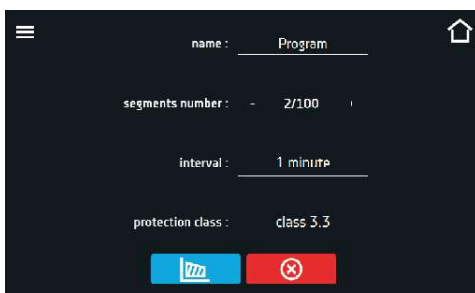 name : Program
segments number : - 2/100
interval : 1 minute
protection class : class 3.3